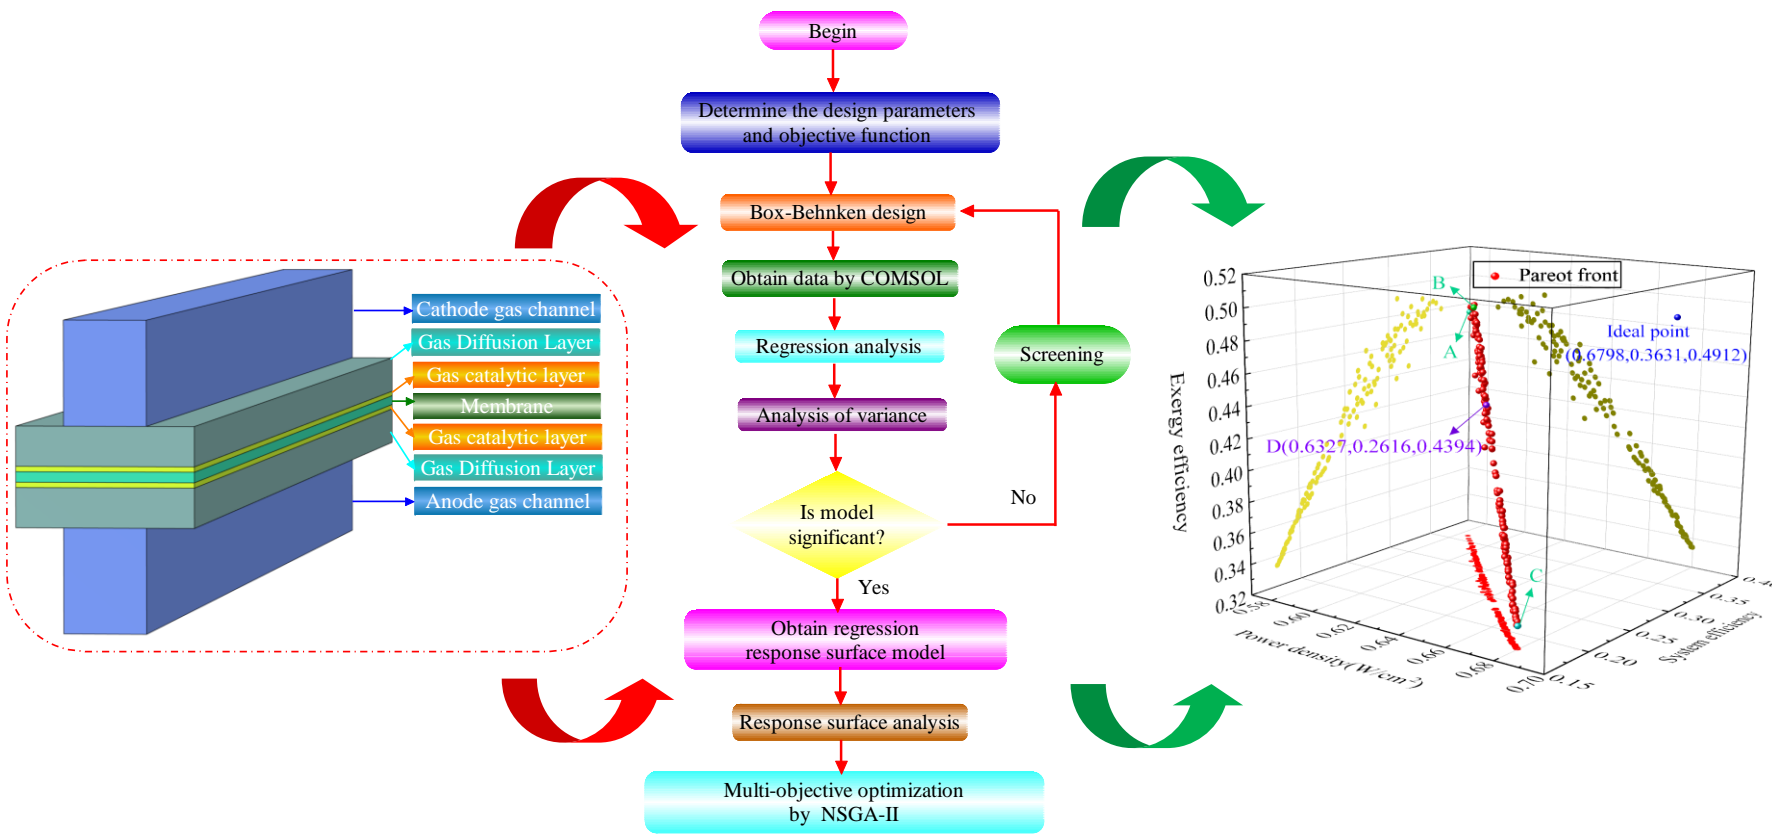 Begin
Determine the design parameters
and objective function
Box-Behnken design
Obtain data by COMSOL
Regression analysis
Screening
Analysis of variance
Is model
significant?
No
Yes
Obtain regression
response surface model
Response surface analysis
Multi-objective optimization
by NSGA-II
Cathode gas channel
Gas Diffusion Layer
Gas catalytic layer
Membrane
Gas catalytic layer
Gas Diffusion Layer
Anode gas channel
Pareot front
B
A
Ideal point
(0.6798,0.3631,0.4912)
D(0.6327,0.2616,0.4394)
C
Exergy efficiency
0.52
0.50
0.48
0.46
0.44
0.42
0.40
0.38
0.36
0.34
0.32
0.58
0.60
0.62
0.64
0.66
0.68
0.70
Power density(W/cm²)
0.15
0.20
0.25
0.30
0.35
System efficiency